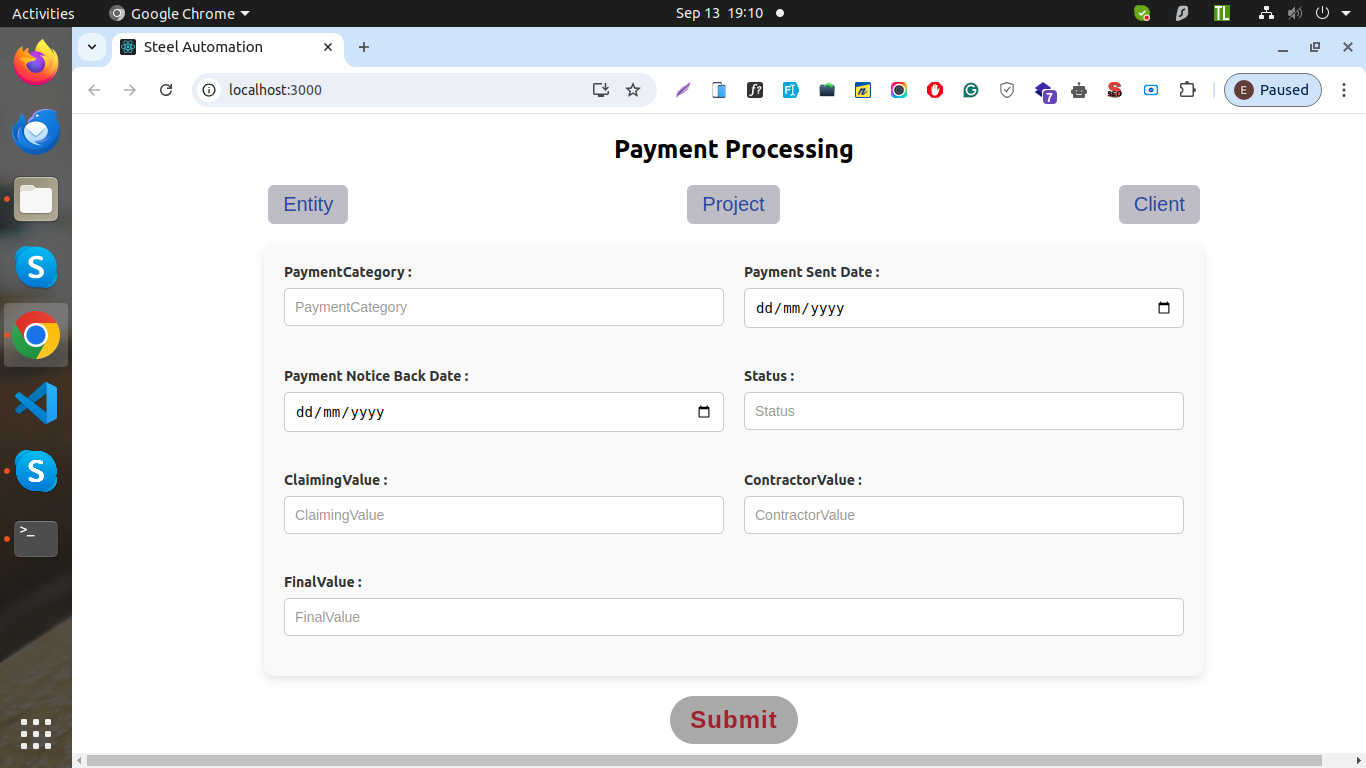 Activities Google Chrome Sep 13 19:10
Steel Automation
localhost:3000 f? n SEO 7 E Paused
Payment Processing
Entity Project Client
PaymentCategory : Payment Sent Date :
PaymentCategory dd/mm/yyyy
Payment Notice Back Date : Status :
dd/mm/yyyy Status
ClaimingValue : ContractorValue :
ClaimingValue ContractorValue
FinalValue :
FinalValue
Submit